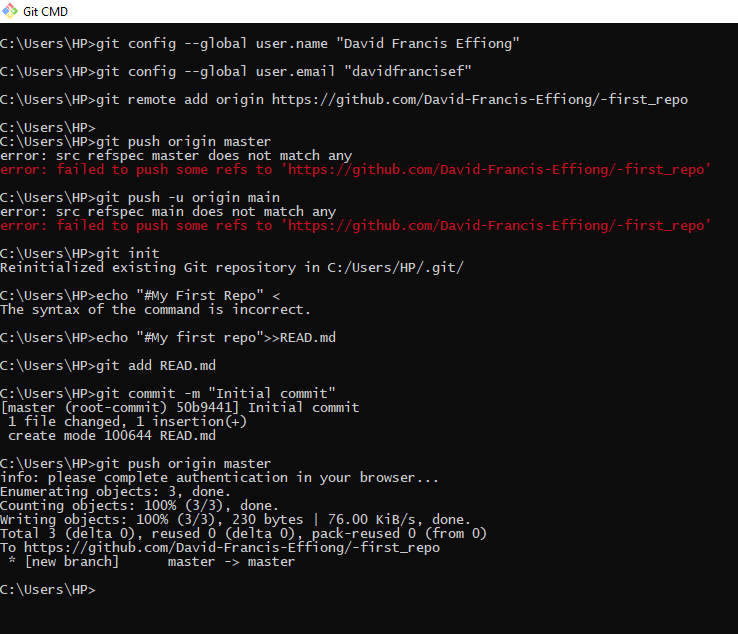 Git CMD
C:\Users\HP>git config --global user.name "David Francis Effiong"
C:\Users\HP>git config --global user.email "davidfrancisef"
C:\Users\HP>git remote add origin https://github.com/David-Francis-Effiong/-first_repo
C:\Users\HP>
C:\Users\HP>git push origin master
error: src refspec master does not match any
error: failed to push some refs to 'https://github.com/David-Francis-Effiong/-first_repo'
C:\Users\HP>git push -u origin main
error: src refspec main does not match any
error: failed to push some refs to 'https://github.com/David-Francis-Effiong/-first_repo'
C:\Users\HP>git init
Reinitialized existing Git repository in C:/Users/HP/.git/
C:\Users\HP>echo "#My First Repo" <
The syntax of the command is incorrect.
C:\Users\HP>echo "#My first repo">>READ.md
C:\Users\HP>git add READ.md
C:\Users\HP>git commit -m "Initial commit"
[master (root-commit) 50b9441] Initial commit
 1 file changed, 1 insertion(+)
 create mode 100644 READ.md
C:\Users\HP>git push origin master
info: please complete authentication in your browser...
Enumerating objects: 3, done.
Counting objects: 100% (3/3), done.
Writing objects: 100% (3/3), 230 bytes | 76.00 KiB/s, done.
Total 3 (delta 0), reused 0 (delta 0), pack-reused 0 (from 0)
To https://github.com/David-Francis-Effiong/-first_repo
 * [new branch]      master -> master
C:\Users\HP>